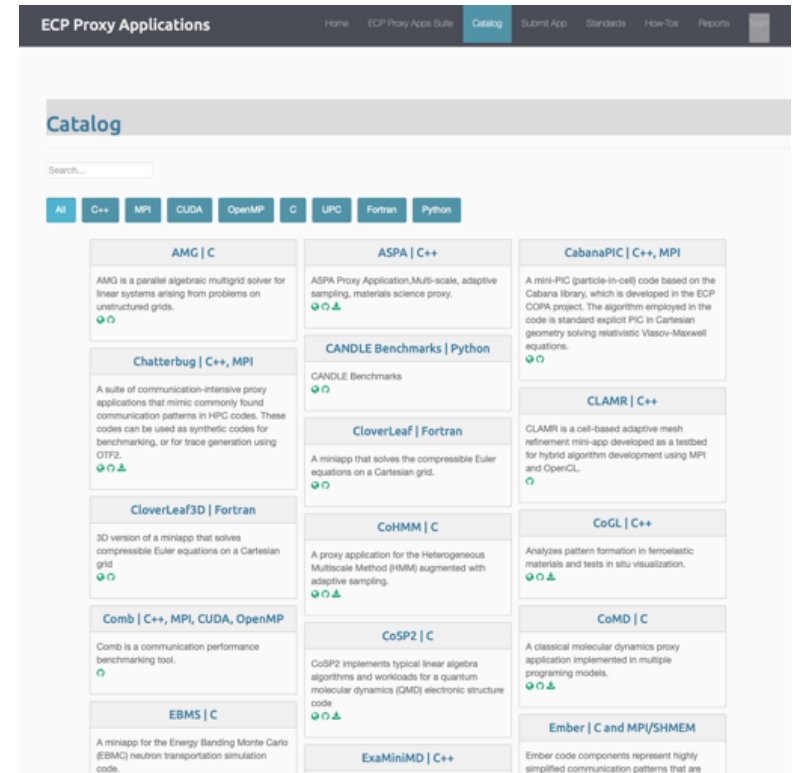 ECP Proxy Applications
Home ECP Proxy Apps Suite Catalog Submit App Standards How-Tos Reports
Catalog
Search...
All C++ MPI CUDA OpenMP C UPC Fortran Python
AMG | C
AMG is a parallel algebraic multigrid solver for
linear systems arising from problems on
unstructured grids.
Chatterbug | C++, MPI
A suite of communication-intensive proxy
applications that mimic commonly found
communication patterns in HPC codes. These
codes can be used as synthetic codes for
benchmarking, or for trace generation using
OTF2.
CloverLeaf3D | Fortran
3D version of a miniapp that solves
compressible Euler equations on a Cartesian
grid
Comb | C++, MPI, CUDA, OpenMP
Comb is a communication performance
benchmarking tool.
EBMS | C
A miniapp for the Energy Banding Monte Carlo
(EBMC) neutron transportation simulation
code.
ASPA | C++
ASPA Proxy Application,Multi-scale, adaptive
sampling, materials science proxy.
CANDLE Benchmarks | Python
CANDLE Benchmarks
CloverLeaf | Fortran
A miniapp that solves the compressible Euler
equations on a Cartesian grid.
CoHMM | C
A proxy application for the Heterogeneous
Multiscale Method (HMM) augmented with
adaptive sampling.
CoSP2 | C
CoSP2 implements typical linear algebra
algorithms and workloads for a quantum
molecular dynamics (QMD) electronic structure
code
ExaMiniMD | C++
CabanaPIC | C++, MPI
A mini-PIC (particle-in-cell) code based on the
Cabana library, which is developed in the ECP
COPA project. The algorithm employed in the
code is standard explicit PIC in Cartesian
geometry solving relativistic Vlasov-Maxwell
equations.
CLAMR | C++
CLAMR is a cell-based adaptive mesh
refinement mini-app developed as a testbed
for hybrid algorithm development using MPI
and OpenCL.
CoGL | C++
Analyzes pattern formation in ferroelastic
materials and tests in situ visualization.
CoMD | C
A classical molecular dynamics proxy
application implemented in multiple
programing models.
Ember | C and MPI/SHMEM
Ember code components represent highly
simplified communication patterns that are